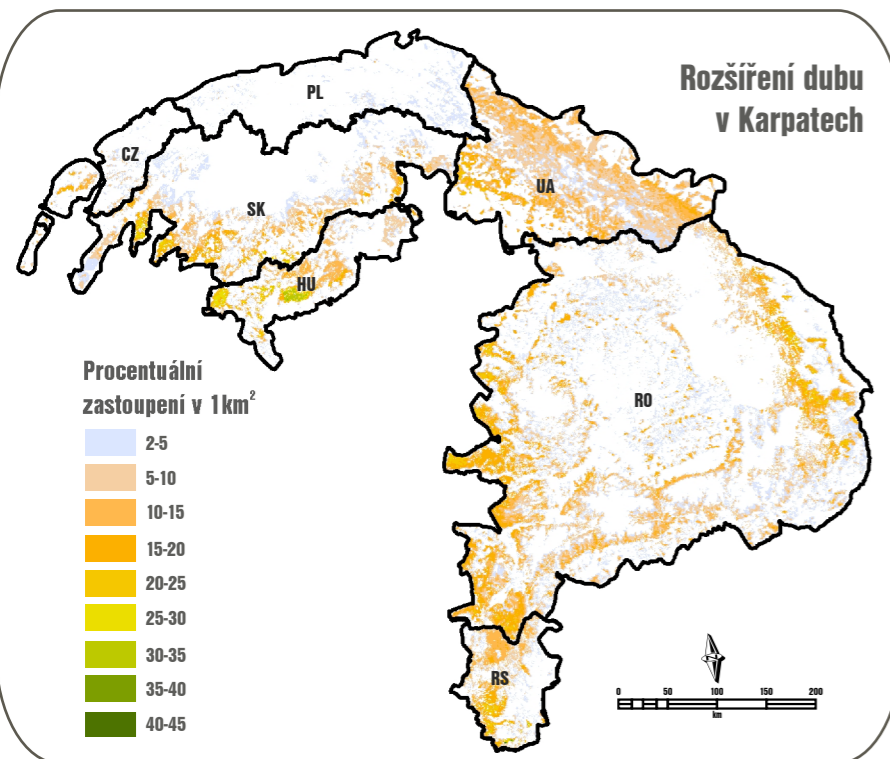 Rozšíření dubu
v Karpatech
PL
CZ
SK
UA
HU
RO
RS
Procentuální
zastoupení v 1km²
2-5
5-10
10-15
15-20
20-25
25-30
30-35
35-40
40-45
N
0 50 100 150 200
km